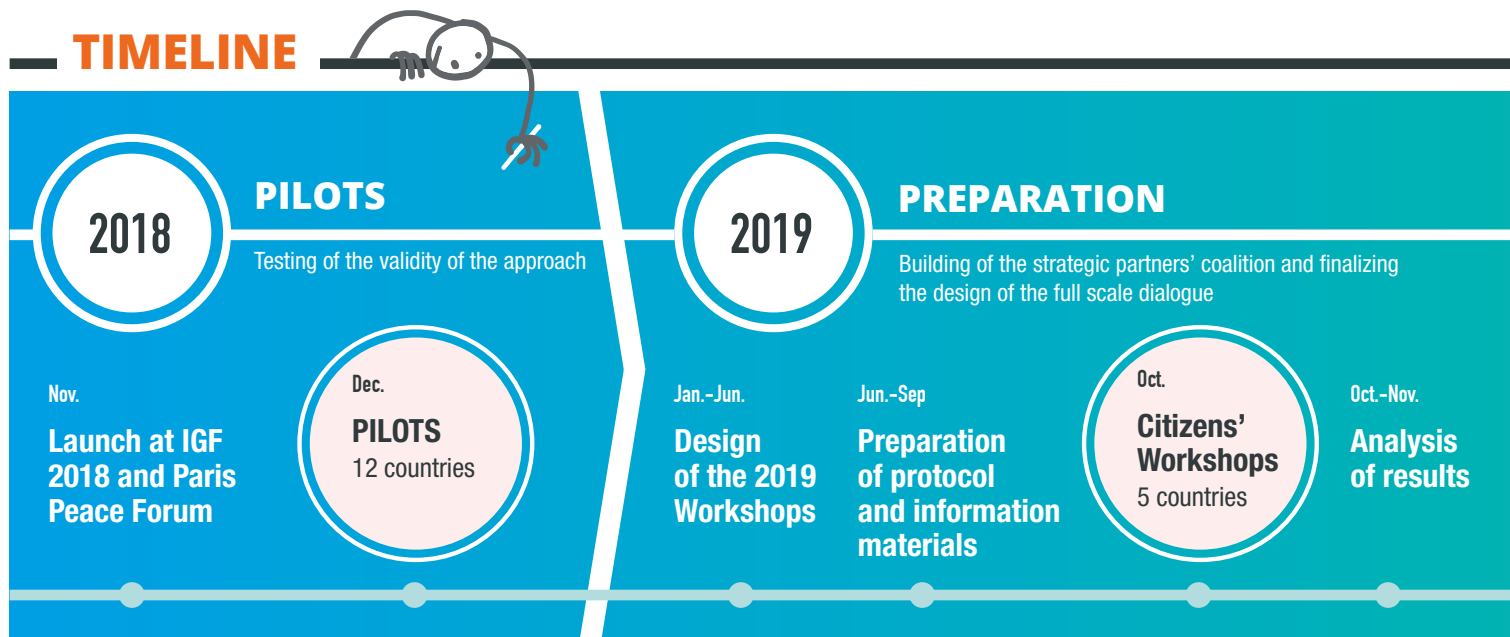 TIMELINE
2018
PILOTS
Testing of the validity of the approach
Nov.
Launch at IGF
2018 and Paris
Peace Forum
Dec.
PILOTS
12 countries
2019
PREPARATION
Building of the strategic partners’ coalition and finalizing
the design of the full scale dialogue
Jan.-Jun.
Design
of the 2019
Workshops
Jun.-Sep
Preparation
of protocol
and information
materials
Oct.
Citizens’
Workshops
5 countries
Oct.-Nov.
Analysis
of results